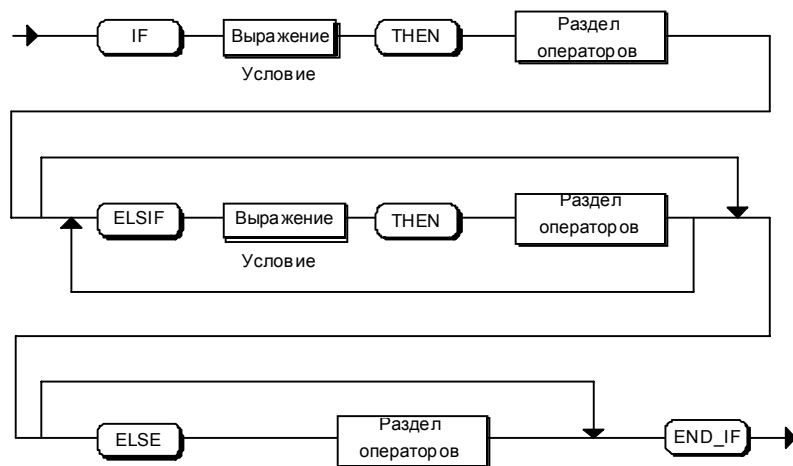 IF Выражение THEN Раздел операторов
Условие
ELSIF Выражение THEN Раздел операторов
Условие
ELSE Раздел операторов END_IF